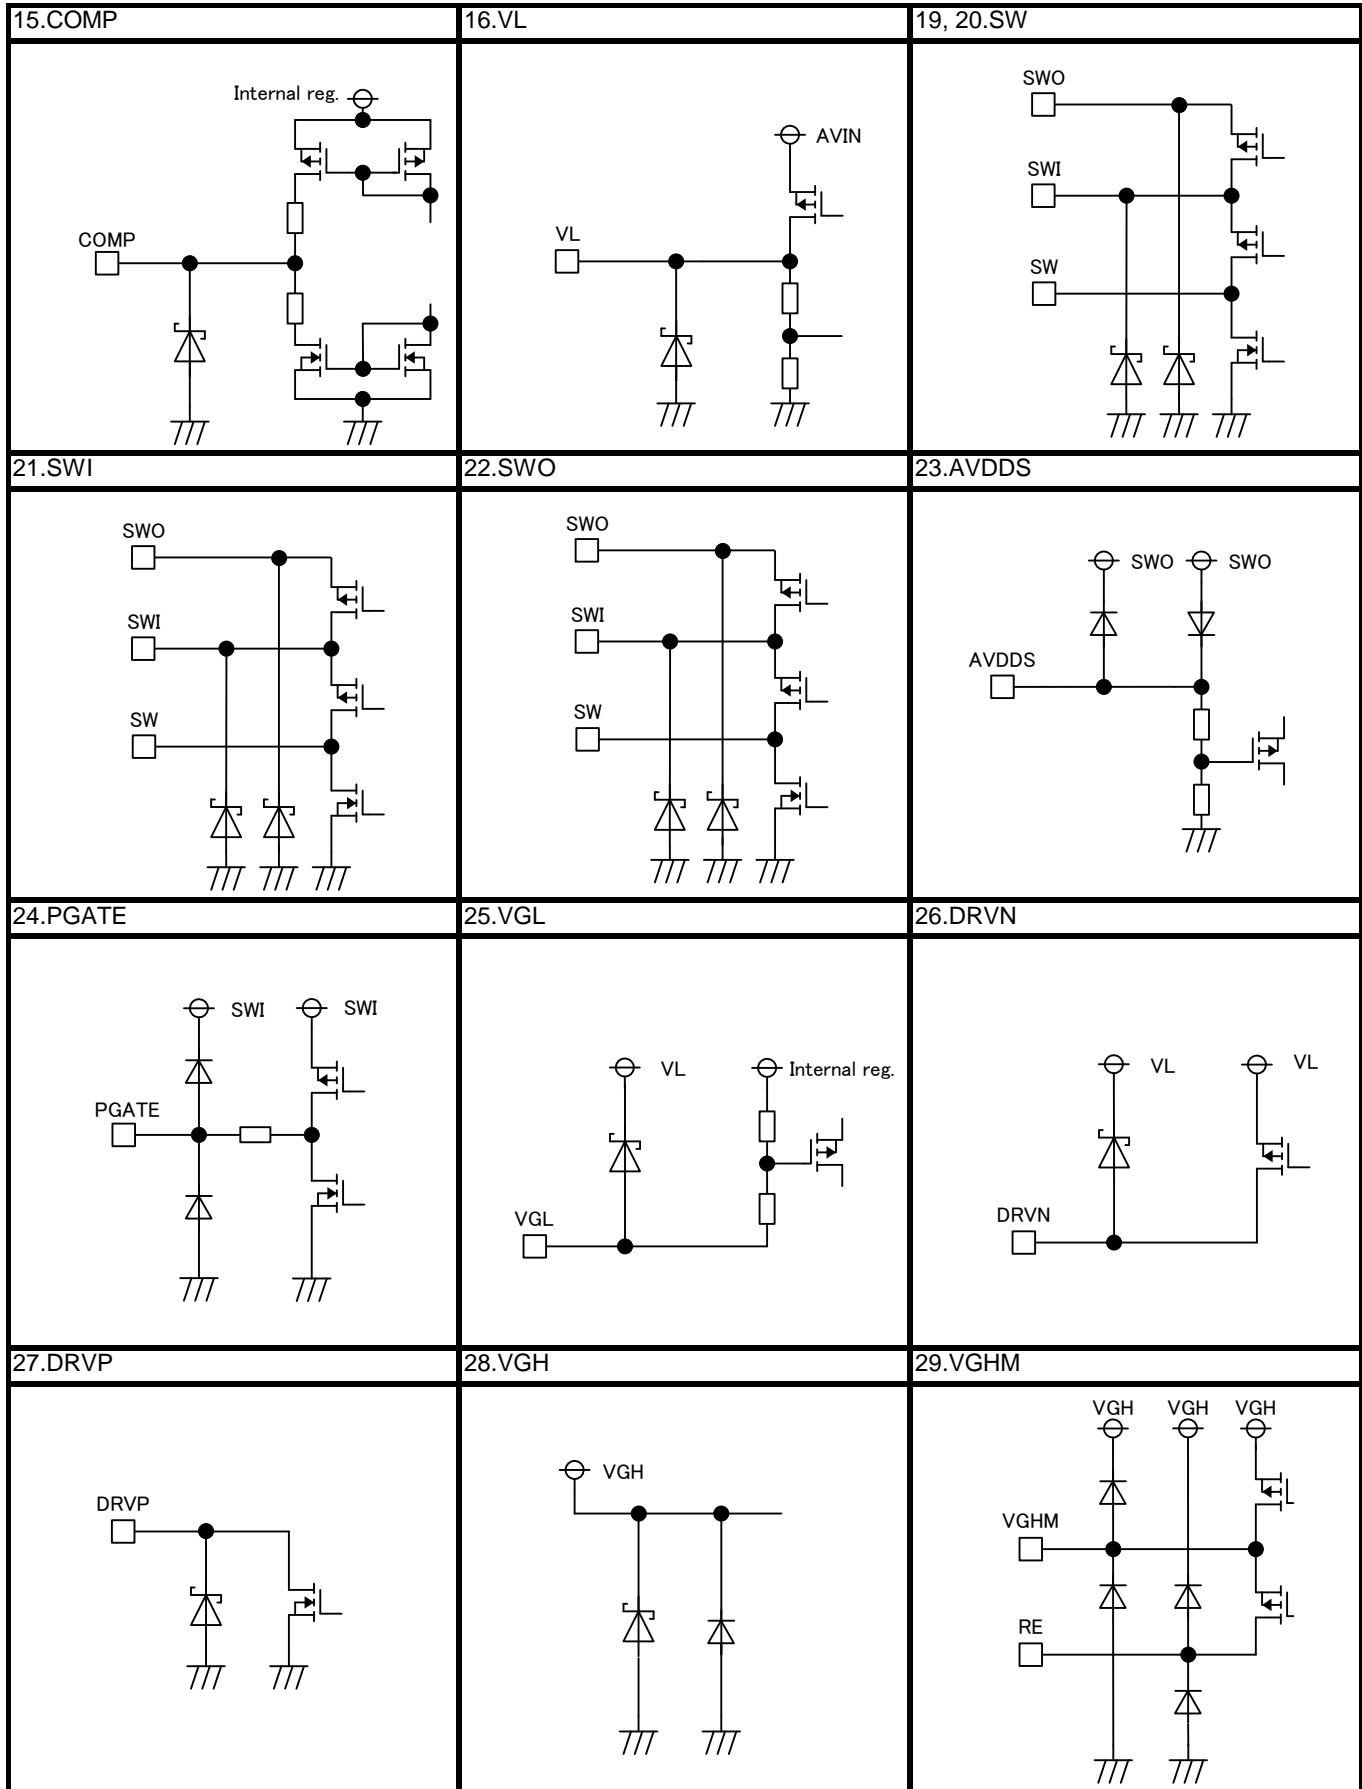 15.COMP
16.VL
19, 20.SW
Internal reg.
COMP
AVIN
VL
SWO
SWI
SW
21.SWI
22.SWO
23.AVDDS
SWO
SWI
SW
SWO
SWI
SW
SWO SWO
AVDDS
24.PGATE
25.VGL
26.DRVN
SWI SWI
PGATE
VL Internal reg.
VGL
VL VL
DRVN
27.DRVP
28.VGH
29.VGHM
DRVP
VGH
VGH VGH VGH
VGHM
RE